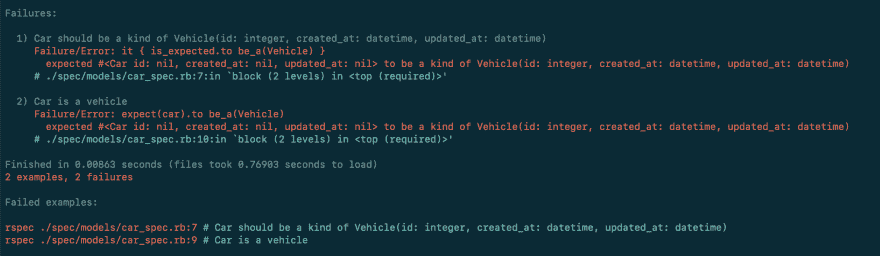 Failures:
1) Car should be a kind of Vehicle(id: integer, created_at: datetime, updated_at: datetime)
Failure/Error: it { is_expected.to be_a(Vehicle) }
expected #<Car id: nil, created_at: nil, updated_at: nil> to be a kind of Vehicle(id: integer, created_at: datetime, updated_at: datetime)
# ./spec/models/car_spec.rb:7:in `block (2 levels) in <top (required)>'
2) Car is a vehicle
Failure/Error: expect(car).to be_a(Vehicle)
expected #<Car id: nil, created_at: nil, updated_at: nil> to be a kind of Vehicle(id: integer, created_at: datetime, updated_at: datetime)
# ./spec/models/car_spec.rb:10:in `block (2 levels) in <top (required)>'
Finished in 0.00863 seconds (files took 0.76903 seconds to load)
2 examples, 2 failures
Failed examples:
rspec ./spec/models/car_spec.rb:7 # Car should be a kind of Vehicle(id: integer, created_at: datetime, updated_at: datetime)
rspec ./spec/models/car_spec.rb:9 # Car is a vehicle